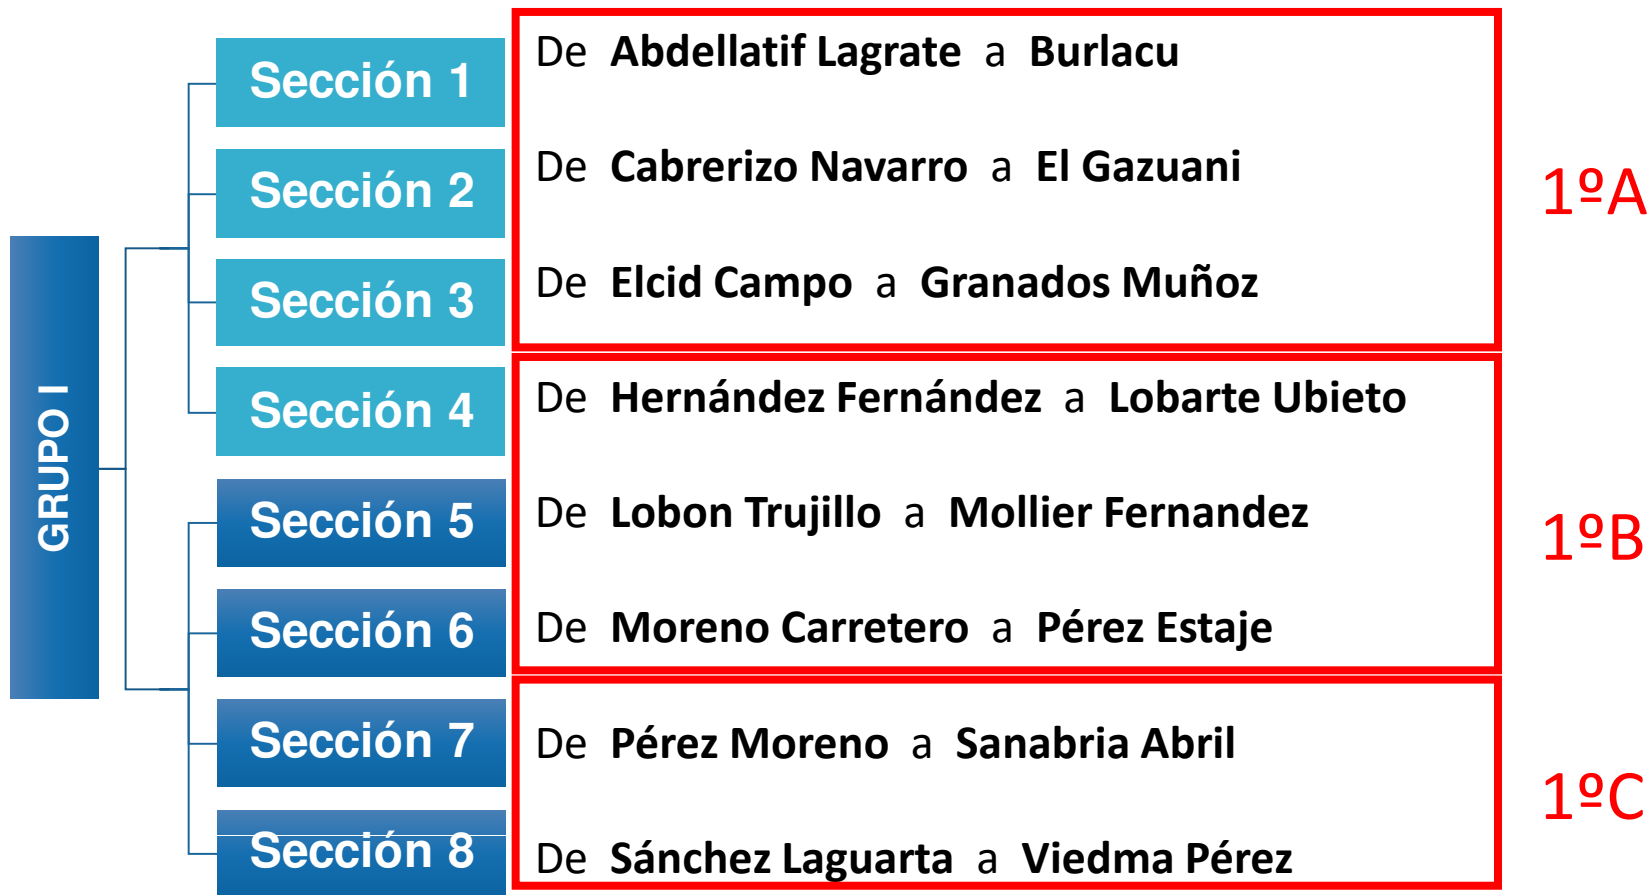 GRUPO I
Sección 1
De Abdellatif Lagrate a Burlacu
Sección 2
De Cabrerizo Navarro a El Gazuani
Sección 3
De Elcid Campo a Granados Muñoz
1ºA
Sección 4
De Hernández Fernández a Lobarte Ubieto
Sección 5
De Lobon Trujillo a Mollier Fernandez
Sección 6
De Moreno Carretero a Pérez Estaje
1ºB
Sección 7
De Pérez Moreno a Sanabria Abril
Sección 8
De Sánchez Laguarta a Viedma Pérez
1ºC